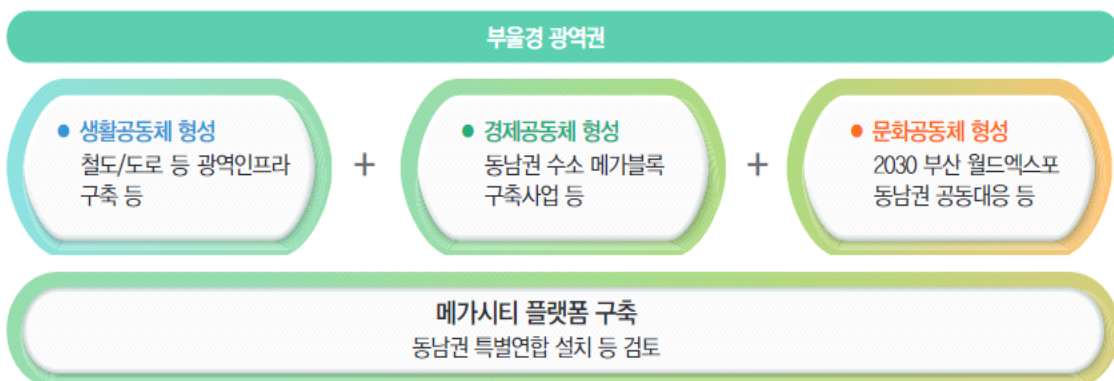 부울경 광역권
• 생활공동체 형성
철도/도로 등 광역인프라
구축 등
+
• 경제공동체 형성
동남권 수소 메가블록
구축사업 등
+
• 문화공동체 형성
2030 부산 월드엑스포
동남권 공동대응 등
메가시티 플랫폼 구축
동남권 특별연합 설치 등 검토